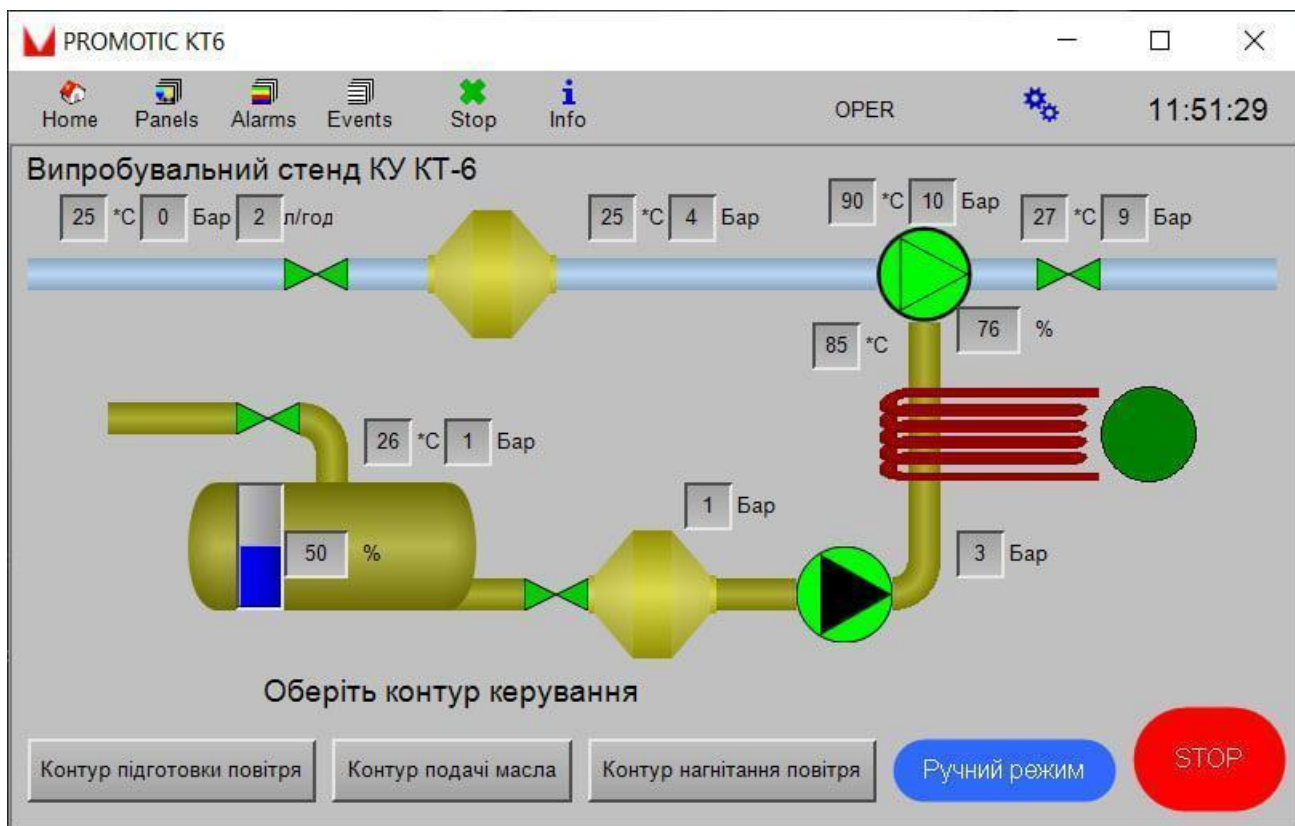 PROMOTIC KT6
Home Panels Alarms Events Stop Info OPER 11:51:29
Випробувальний стенд КУ КТ-6
25 *C 0 Бар 2 л/год 25 *C 4 Бар 90 *C 10 Бар 27 *C 9 Бар
85 *C 76 %
26 *C 1 Бар
1 Бар
50 % 3 Бар
Оберіть контур керування
Контур підготовки повітря Контур подачі масла Контур нагнітання повітря Ручний режим STOP